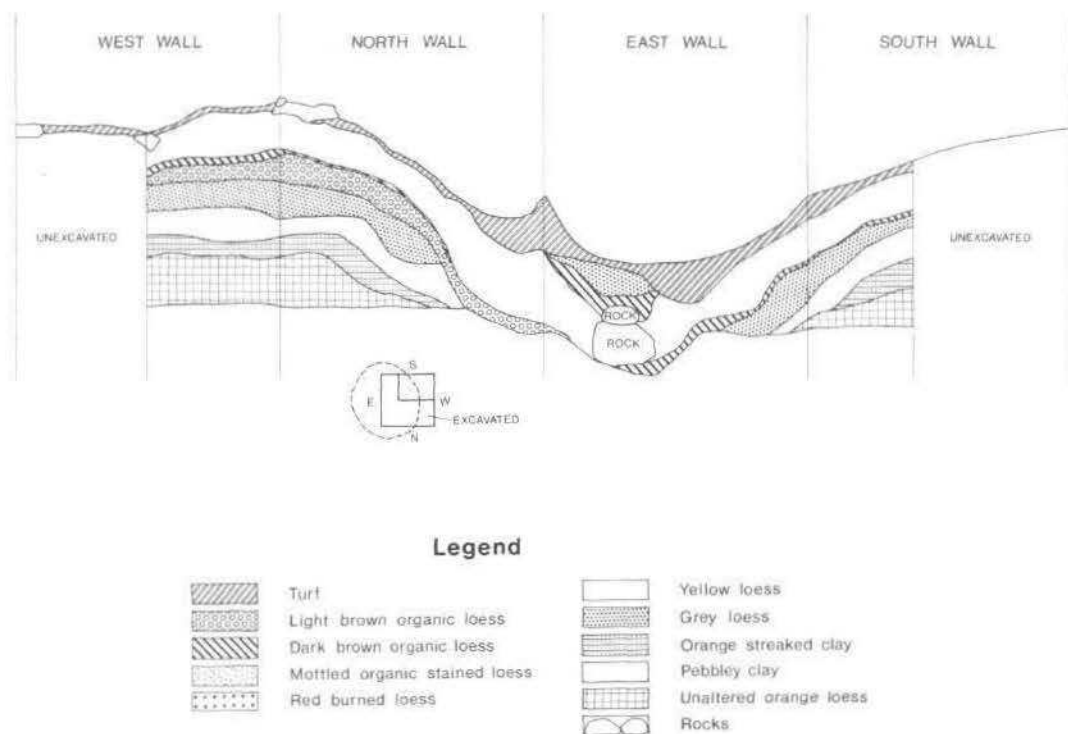 WEST WALL
NORTH WALL
EAST WALL
SOUTH WALL
UNEXCAVATED
UNEXCAVATED
ROCK
ROCK
S
E
W
EXCAVATED
N
Legend
Turf
Light brown organic loess
Dark brown organic loess
Mottled organic stained loess
Red burned loess
Yellow loess
Grey loess
Orange streaked clay
Pebbley clay
Unaltered orange loess
Rocks